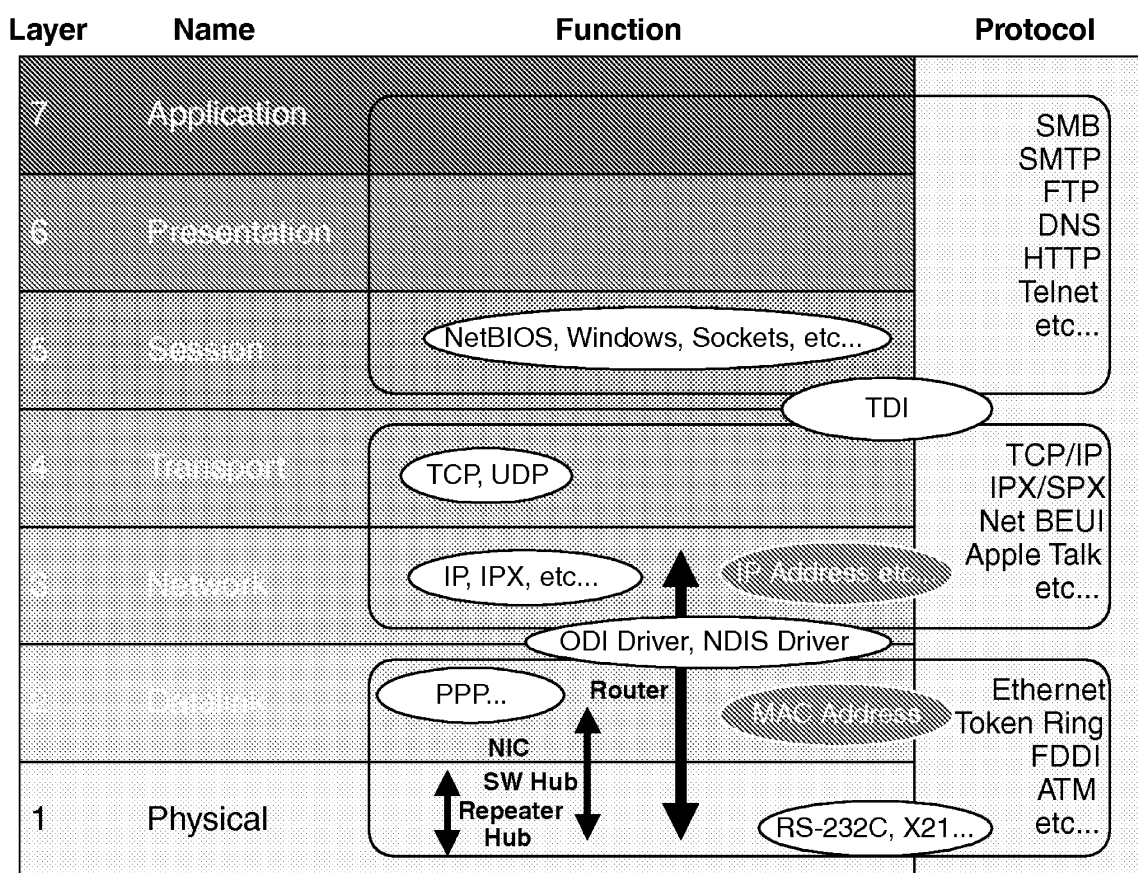 Layer Name Function Protocol
7 Application
SMB
SMTP
FTP
DNS
HTTP
Telnet
etc...
6 Presentation
5 Session
NetBIOS, Windows, Sockets, etc...
TDI
4 Transport
TCP, UDP
TCP/IP
IPX/SPX
Net BEUI
Apple Talk
etc...
3 Network
IP, IPX, etc...
IP Address etc...
ODI Driver, NDIS Driver
2 Datalink
PPP...
Router
MAC Address
NIC
SW Hub
Repeater
Hub
Ethernet
Token Ring
FDDI
ATM
etc...
1 Physical
RS-232C, X21...